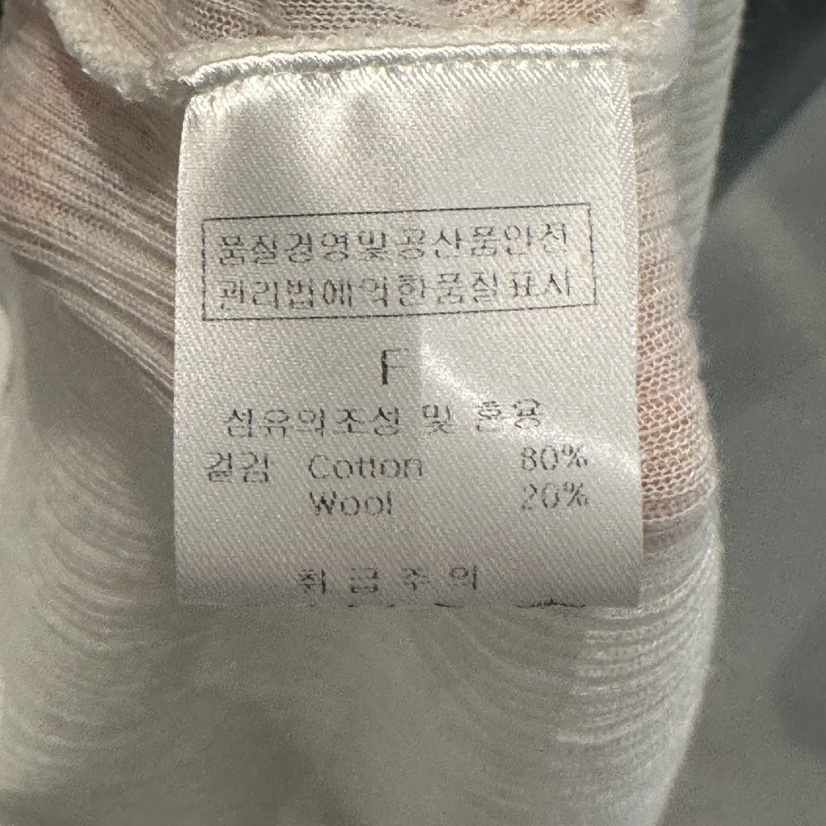 품질경영및공산품안전
관리법에의한품질표시
F
섬유의조성 및 혼용
겉감 Cotton 80%
Wool 20%
취 급 주 의